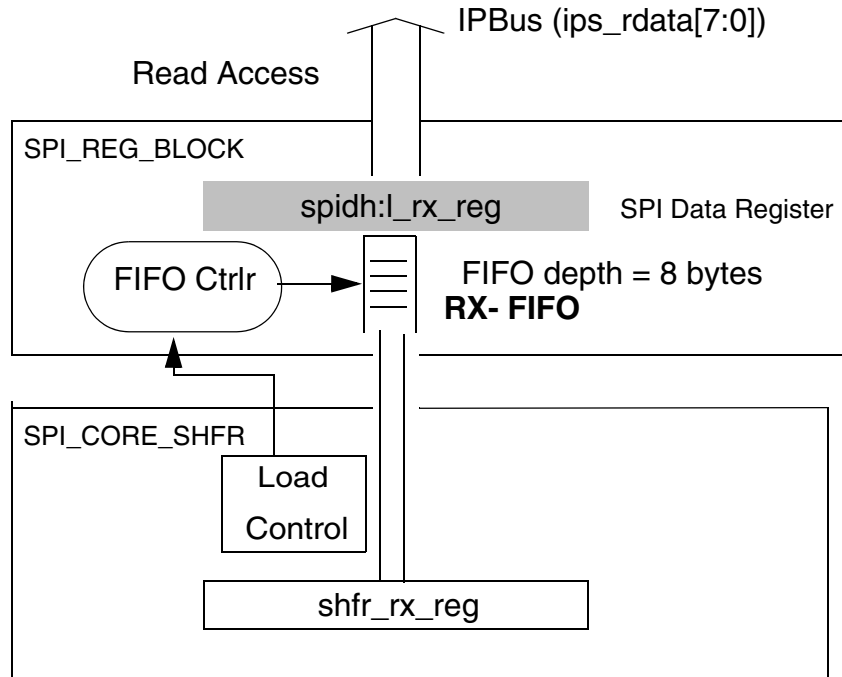 IPBus (ips_rdata[7:0])
Read Access
SPI_REG_BLOCK
spidh:l_rx_reg
SPI Data Register
FIFO Ctrlr
FIFO depth = 8 bytes
RX- FIFO
SPI_CORE_SHFR
Load
Control
shfr_rx_reg